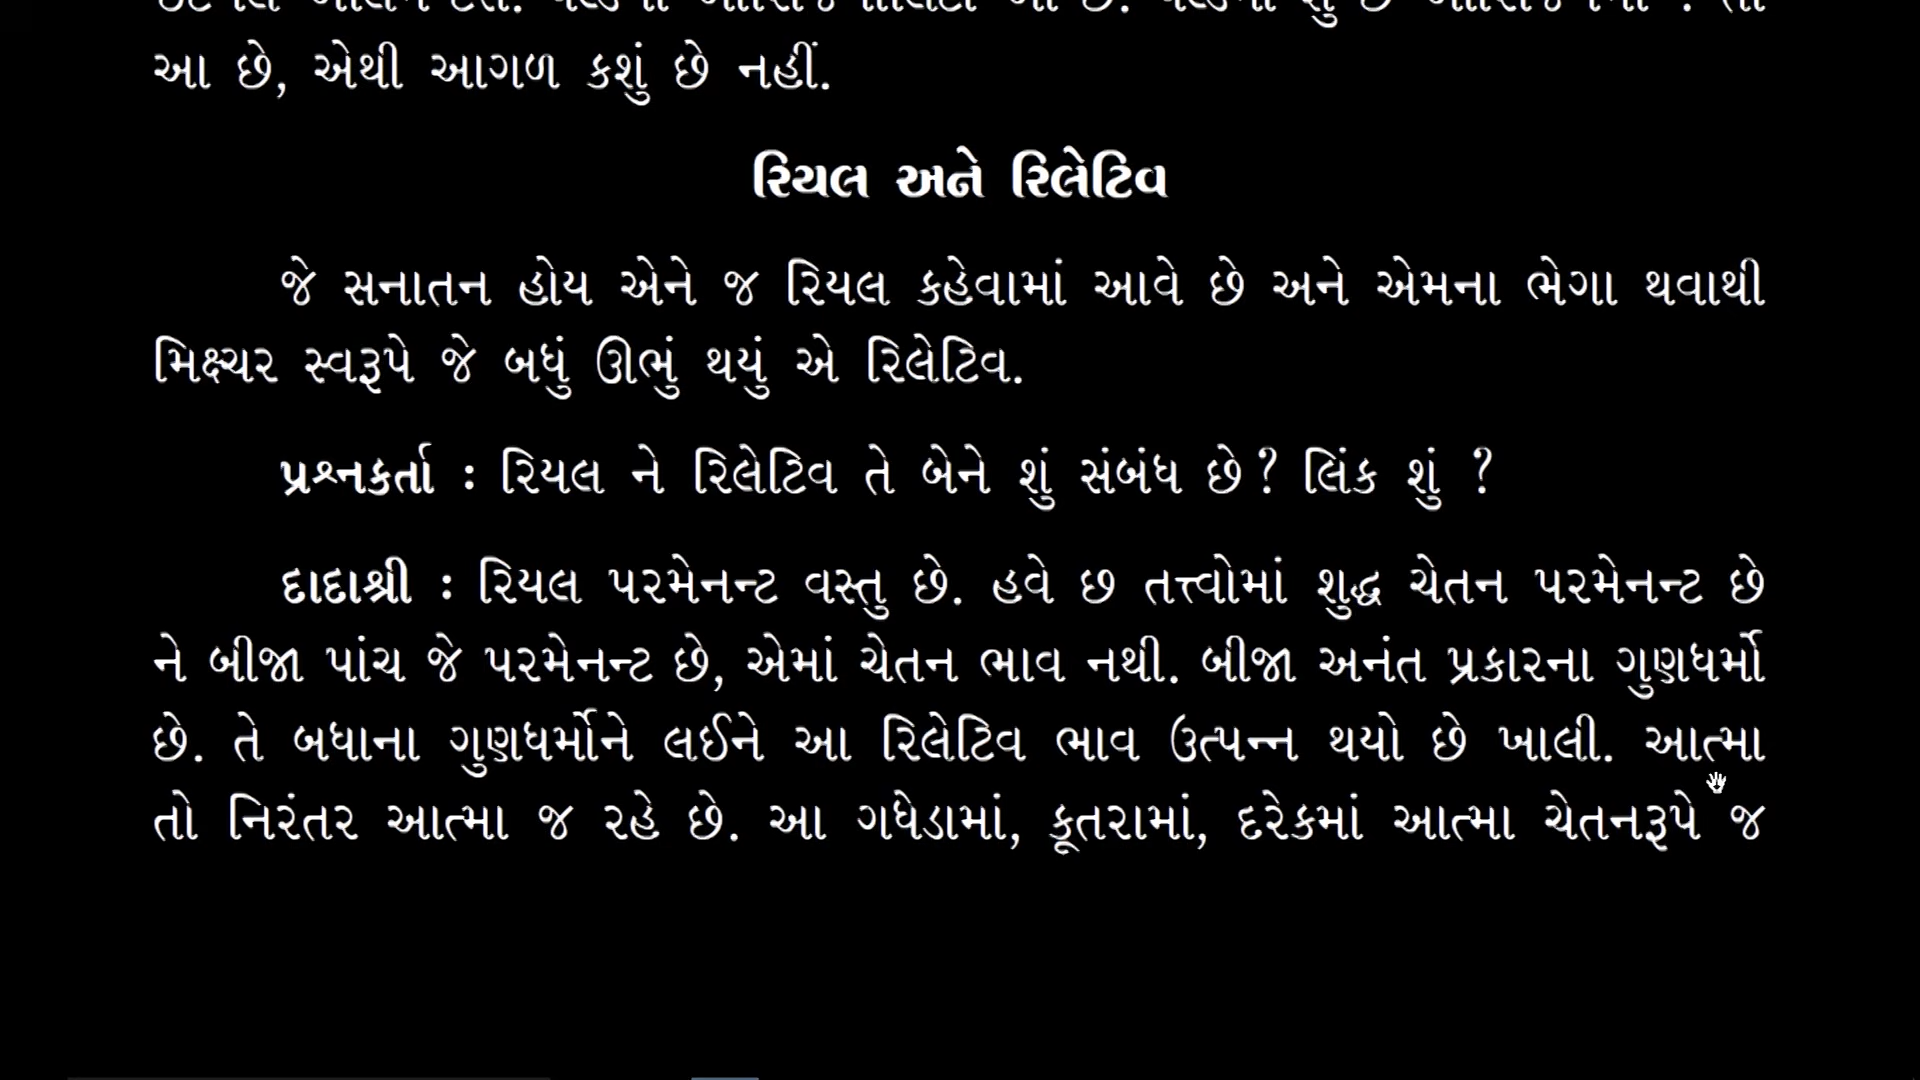 આ છે, એથી આગળ કશું છે નહીં.
રિયલ અને રિલેટિવ
જે સનાતન હોય એને જ રિયલ કહેવામાં આવે છે અને એમના ભેગા થવાથી
મિક્ષ્ચર સ્વરૂપે જે બધું ઊભું થયું એ રિલેટિવ.
પ્રશ્નકર્તા : રિયલ ને રિલેટિવ તે બેને શું સંબંધ છે? લિંક શું ?
દાદાશ્રી : રિયલ પરમેનન્ટ વસ્તુ છે. હવે છ તત્ત્વોમાં શુદ્ધ ચેતન પરમેનન્ટ છે
ને બીજા પાંચ જે પરમેનન્ટ છે, એમાં ચેતન ભાવ નથી. બીજા અનંત પ્રકારના ગુણધર્મો
છે. તે બધાના ગુણધર્મોને લઈને આ રિલેટિવ ભાવ ઉત્પન્ન થયો છે ખાલી. આત્મા
તો નિરંતર આત્મા જ રહે છે. આ ગધેડામાં, કૂતરામાં, દરેકમાં આત્મા ચેતનરૂપે જ